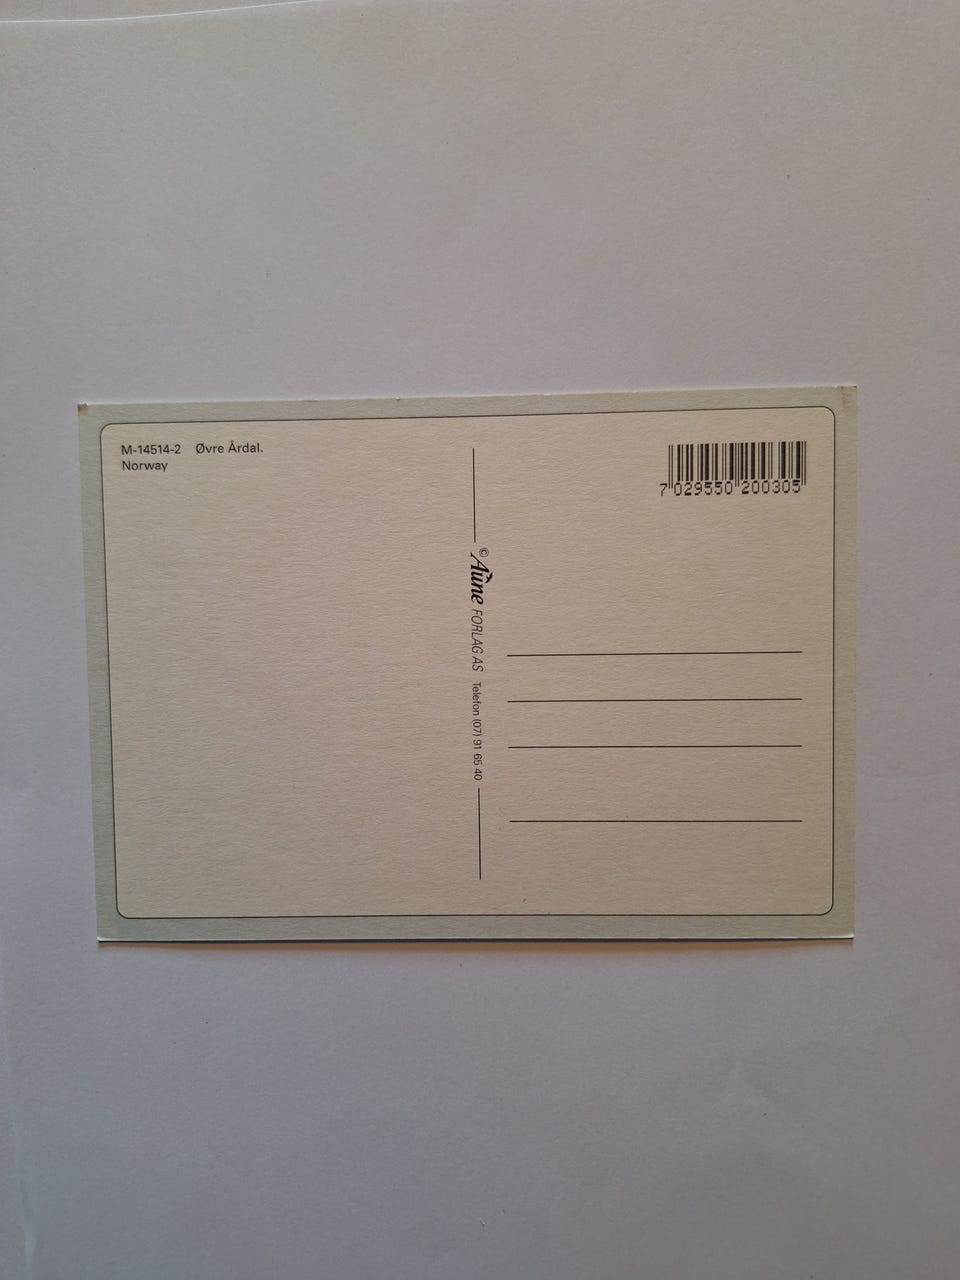 M-14514-2 Øvre Årdal.
Norway
© Aune FORLAG AS Telefon (07) 91 65 40
7 029550 200305